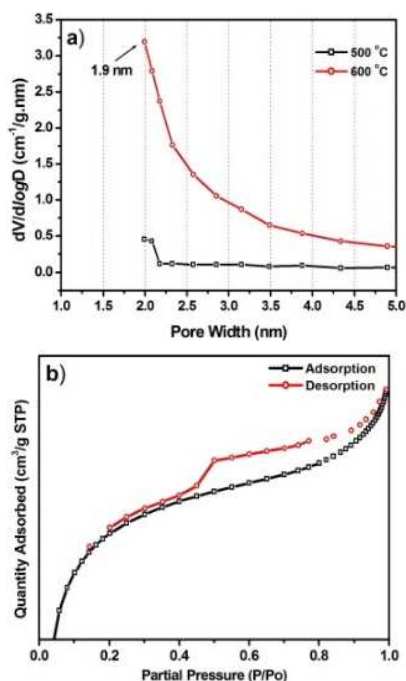 a)
500 °C
600 °C
1.9 nm
dV/dlogD (cm⁻¹/g.nm)
3.5
3.0
2.5
2.0
1.5
1.0
0.5
0.0
1.0 1.5 2.0 2.5 3.0 3.5 4.0 4.5 5.0
Pore Width (nm)
b)
Adsorption
Desorption
Quantity Adsorbed (cm³/g STP)
0.0 0.2 0.4 0.6 0.8 1.0
Partial Pressure (P/Po)